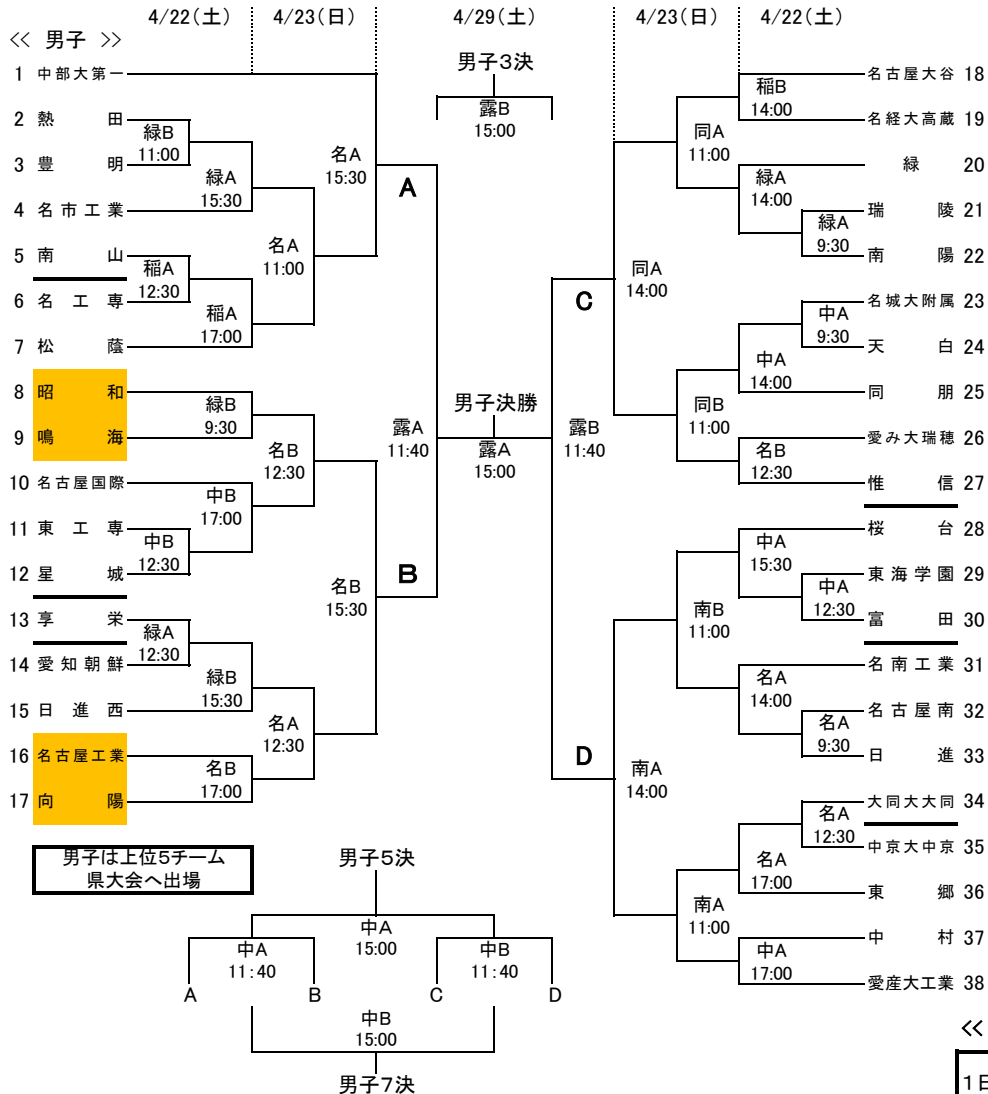 4/22(土) 4/23(日) 4/29(土) 4/23(日) 4/22(土)
<< 男子 >>
男子3決
露B
15:00
1 中部大第一
2 熱田
3 豊明
4 名市工業
5 南山
6 名工専
7 松蔭
8 昭和
9 鳴海
10 名古屋国際
11 東工専
12 星城
13 享栄
14 愛知朝鮮
15 日進西
16 名古屋工業
17 向陽
緑B
11:00
緑A
15:30
稲A
12:30
稲A
17:00
緑B
9:30
中B
17:00
中B
12:30
緑A
12:30
緑B
15:30
名B
17:00
名A
11:00
名B
12:30
名A
12:30
名A
15:30
名B
15:30
A
B
露A
11:40
男子決勝
露A
15:00
露B
11:40
C
D
同A
14:00
南A
14:00
同A
11:00
同B
11:00
南B
11:00
南A
11:00
稲B
14:00
緑A
14:00
緑A
9:30
中A
9:30
中A
14:00
名B
12:30
中A
15:30
中A
12:30
名A
14:00
名A
9:30
名A
12:30
名A
17:00
中A
17:00
名古屋大谷 18
名経大高蔵 19
緑 20
瑞陵 21
南陽 22
名城大附属 23
天白 24
同朋 25
愛み大瑞穂 26
惟信 27
桜台 28
東海学園 29
富田 30
名南工業 31
名古屋南 32
日進 33
大同大大同 34
中京大中京 35
東郷 36
中村 37
愛産大工業 38
男子は上位5チーム
県大会へ出場
男子5決
中A
15:00
中A
11:40
中B
11:40
A B C D
中B
15:00
男子7決
<<
1日